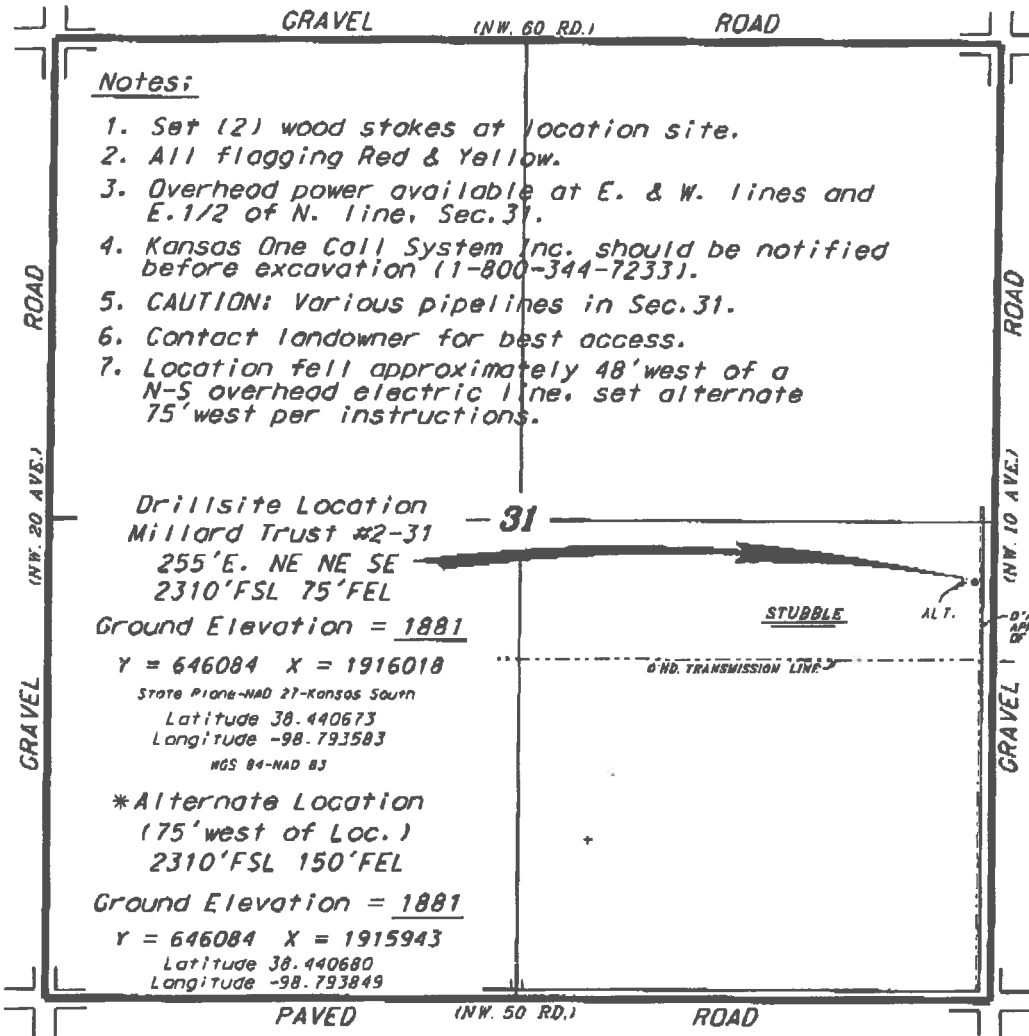 GRAVEL (NW. 60 RD.) ROAD
Notes:
1. Set (2) wood stakes at location site.
2. All flagging Red & Yellow.
3. Overhead power available at E. & W. lines and
E.1/2 of N. line, Sec.31.
4. Kansas One Call System Inc. should be notified
before excavation (1-800-344-7233).
5. CAUTION: Various pipelines in Sec.31.
6. Contact landowner for best access.
7. Location fell approximately 48'west of a
N-S overhead electric line, set alternate
75'west per instructions.
ROAD
(NW. 20 AVE.)
GRAVEL
ROAD
(NW. 10 AVE.)
GRAVEL
31
Drillsite Location
Millard Trust #2-31
255'E. NE NE SE
2310'FSL 75'FEL
Ground Elevation = 1881
Y = 646084 X = 1916018
State Plane-NAD 27-Kansas South
Latitude 38.440673
Longitude -98.793583
WGS 84-NAD 83
STUBBLE
ALT.
O'HD. TRANSMISSION LINE
*Alternate Location
(75'west of Loc.)
2310'FSL 150'FEL
Ground Elevation = 1881
Y = 646084 X = 1915943
Latitude 38.440680
Longitude -98.793849
PAVED (NW. 50 RD.) ROAD